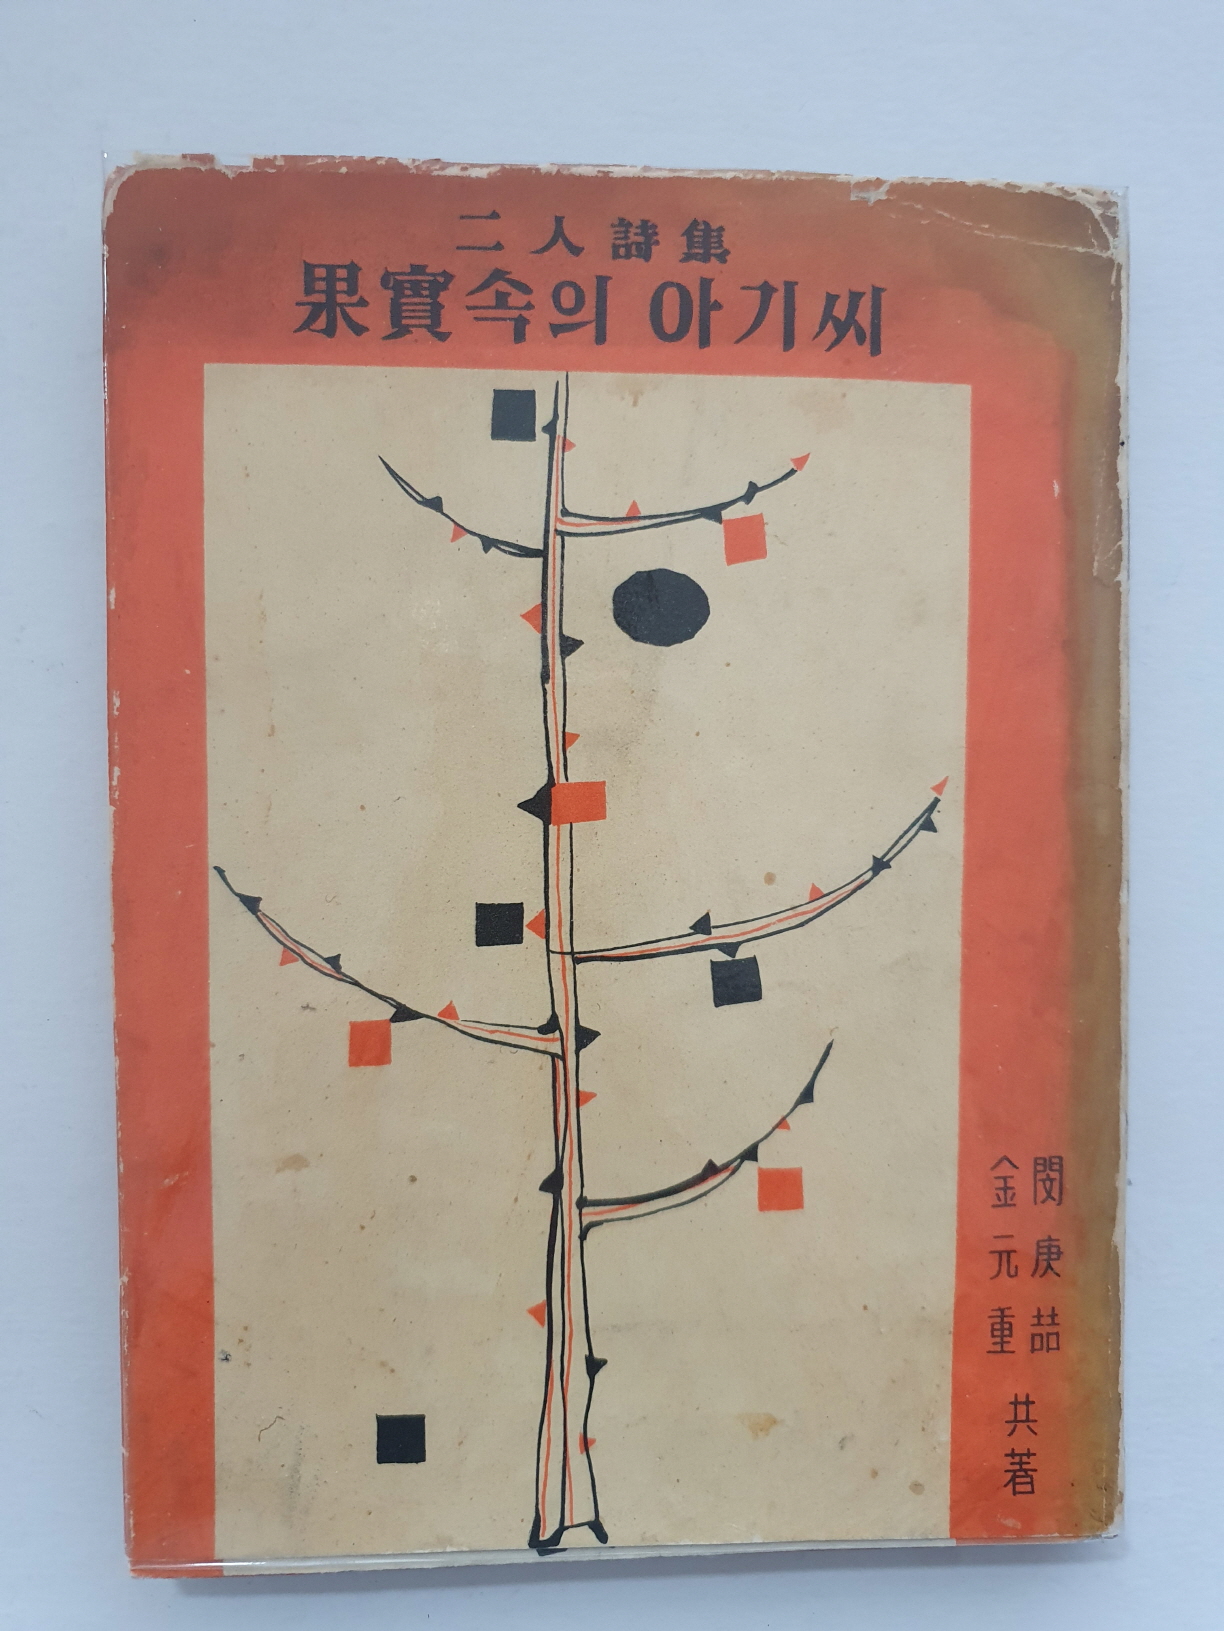 二人詩集
果實속의 아기씨
閔庚喆
金元重
共著